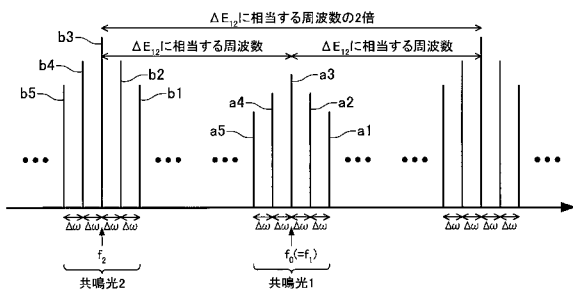 ΔE12に相当する周波数の2倍
b3
ΔE12に相当する周波数
ΔE12に相当する周波数
b4
b2
b5
b1
a3
a4
a2
a5
a1
••• ••• ••• ••• ••• •••
Δω Δω Δω Δω
Δω Δω Δω Δω
Δω Δω Δω Δω
f2
f0(=f1)
共鳴光2
共鳴光1